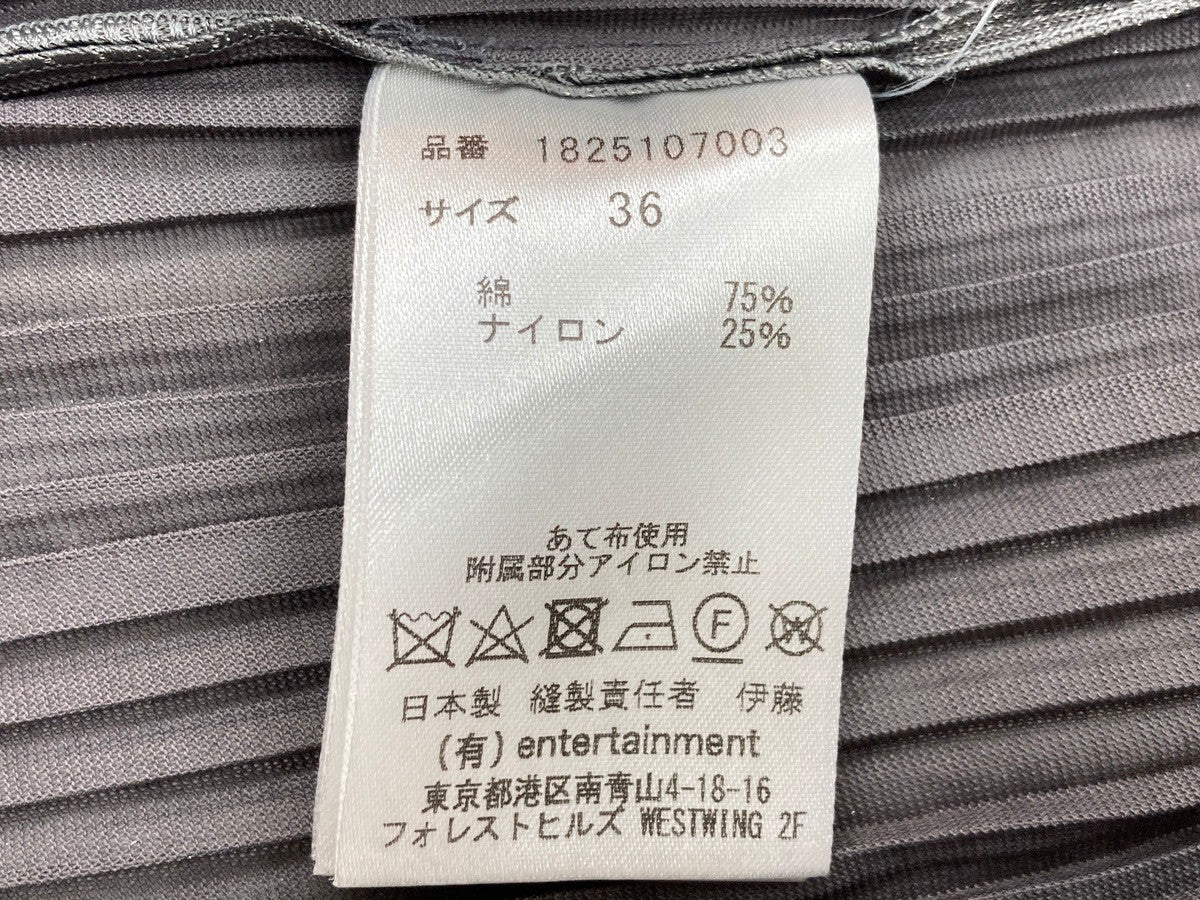 品番 1825107003
サイズ 36
綿 75%
ナイロン 25%
あて布使用
附属部分アイロン禁止
F W
日本製 縫製責任者 伊藤
(有) entertainment
東京都港区南青山4-18-16
フォレストヒルズ WESTWING 2F